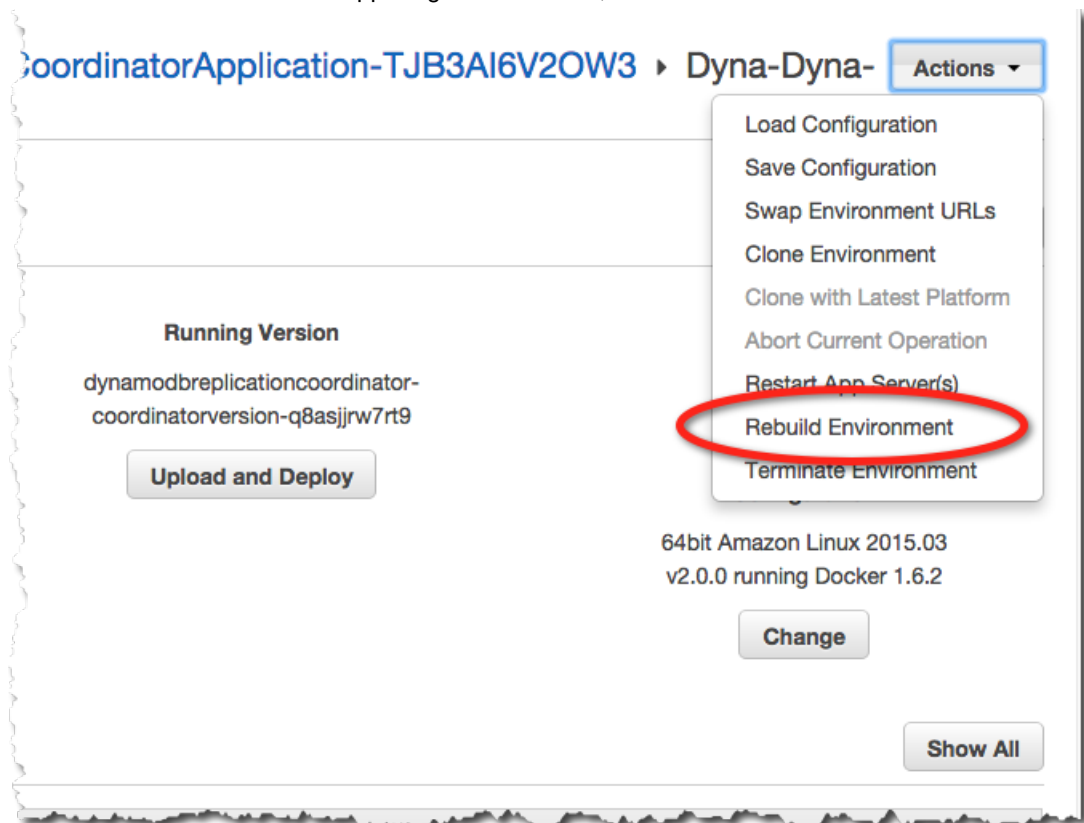 CoordinatorApplication-TJB3AI6V2OW3 ▸ Dyna-Dyna-
Actions
Load Configuration
Save Configuration
Swap Environment URLs
Clone Environment
Clone with Latest Platform
Abort Current Operation
Restart App Server(s)
Rebuild Environment
Terminate Environment
Running Version
dynamodbreplicationcoordinator-
coordinatorversion-q8asjjrw7rt9
Upload and Deploy
64bit Amazon Linux 2015.03
v2.0.0 running Docker 1.6.2
Change
Show All